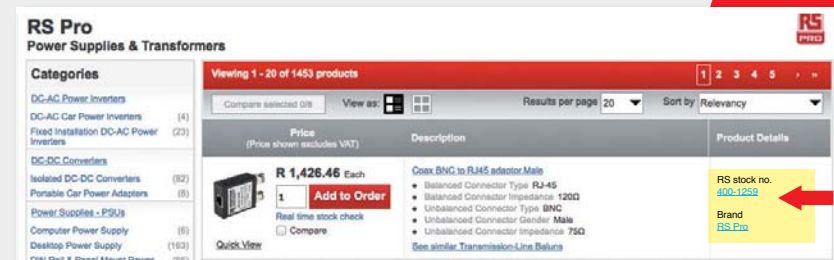 RS Pro
Power Supplies & Transformers
RS
PRO
Categories
DC-AC Power Inverters
DC-AC Car Power Inverters (4)
Fixed Installation DC-AC Power (23)
Inverters
DC-DC Converters
Isolated DC-DC Converters (82)
Portable Car Power Adapters (8)
Power Supplies - PSUs
Computer Power Supply (6)
Desktop Power Supply (163)
DIN Rail & Panel Mount Power
Viewing 1 - 20 of 1453 products
1 2 3 4 5 › »
Compare selected 0/8 View as: Results per page 20 Sort by Relevancy
Price
(Price shown excludes VAT)
Description
Product Details
R 1,426.46 Each
1 Add to Order
Real time stock check
Compare
Quick View
Coax BNC to RJ45 adaptor,Male
• Balanced Connector Type RJ-45
• Balanced Connector Impedance 120Ω
• Unbalanced Connector Type BNC
• Unbalanced Connector Gender Male
• Unbalanced Connector Impedance 75Ω
See similar Transmission-Line Baluns
RS stock no.
400-1259
Brand
RS Pro